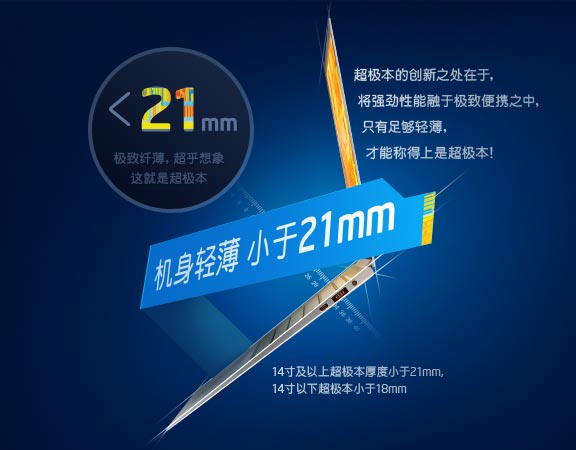 <21mm
极致纤薄，超乎想象
这就是超极本
超极本的创新之处在于，
将强劲性能融于极致便携之中，
只有足够轻薄，
才能称得上是超极本！
机身轻薄 小于21mm
14寸及以上超极本厚度小于21mm,
14寸以下超极本小于18mm